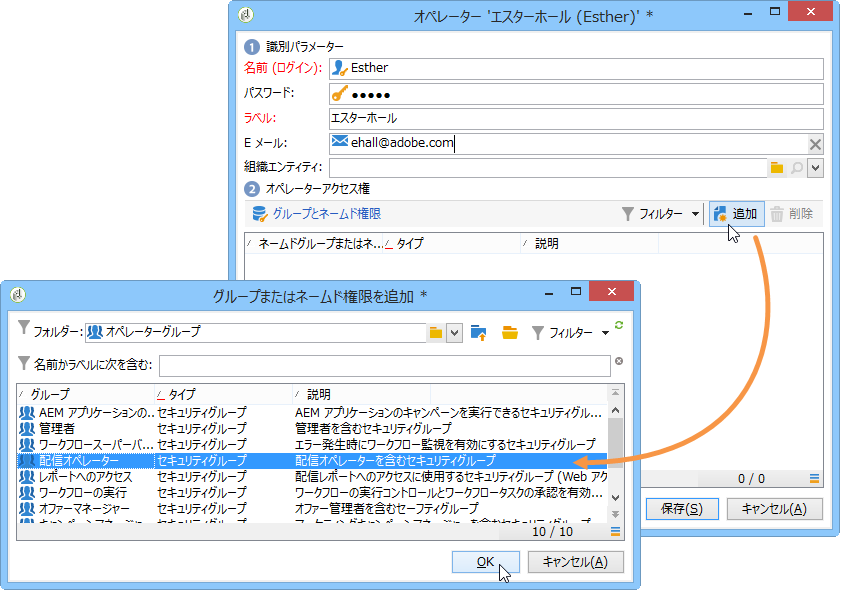 オペレーター 'エスターホール (Esther)' *
1 識別パラメーター
名前 (ログイン): Esther
パスワード: ●●●●●
ラベル: エスターホール
E メール: ehall@adobe.com
組織エンティティ:
2 オペレーターアクセス権
グループとネームド権限 フィルター 追加 削除
ネームドグループまたはネ... タイプ 説明
0 / 0
保存(S) キャンセル(A)
グループまたはネームド権限を追加 *
フォルダー: オペレーターグループ フィルター
名前かラベルに次を含む:
グループ タイプ 説明
AEM アプリケーションの... セキュリティグループ AEM アプリケーションのキャンペーンを実行できるセキュリティグル...
管理者 セキュリティグループ 管理者を含むセキュリティグループ
ワークフロースーパーバ... セキュリティグループ エラー発生時にワークフロー監視を有効にするセキュリティグループ
配信オペレーター セキュリティグループ 配信オペレーターを含むセキュリティグループ
レポートへのアクセス セキュリティグループ 配信レポートへのアクセスに使用するセキュリティグループ (Web アク
ワークフローの実行 セキュリティグループ ワークフローの実行コントロールとワークフロータスクの承認を有効...
オファーマネージャー セキュリティグループ オファー管理者を含むセーフティグループ
10 / 10
OK キャンセル(A)